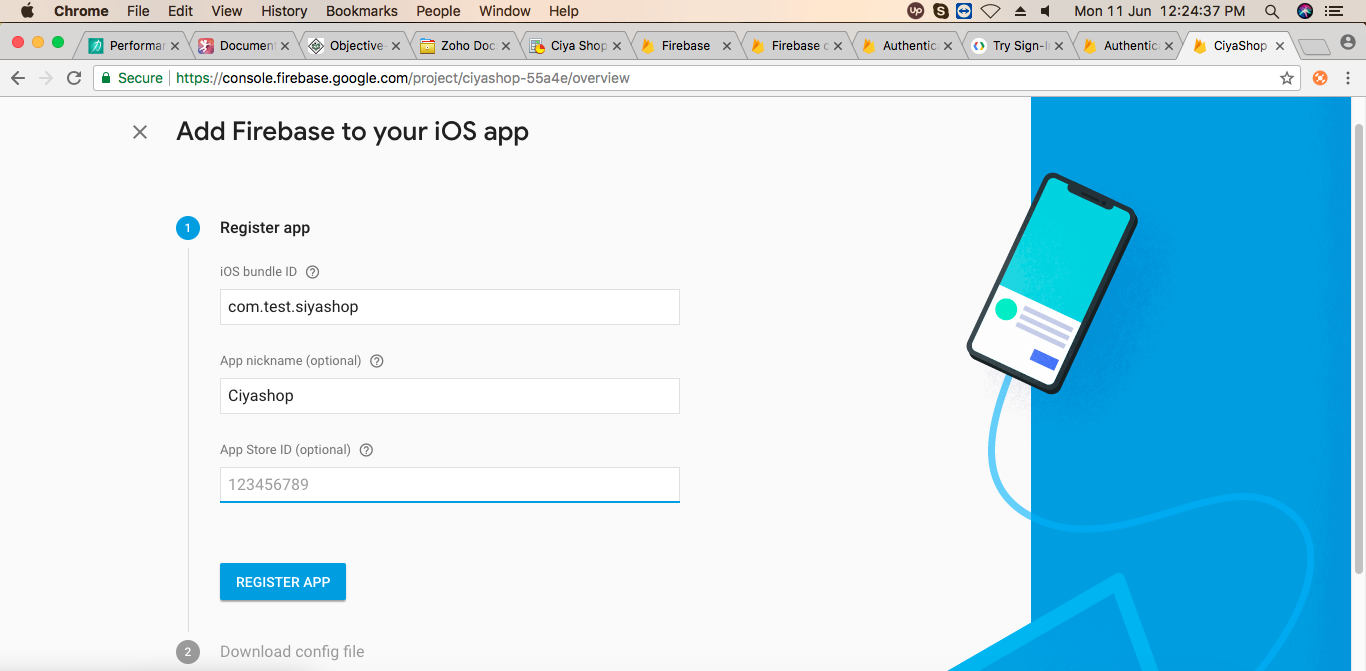 Chrome File Edit View History Bookmarks People Window Help Mon 11 Jun 12:24:37 PM
Performa Document Objective- Zoho Doc Ciya Shop Firebase Firebase c Authentic Try Sign-I Authentic CiyaShop
Secure https://console.firebase.google.com/project/ciyashop-55a4e/overview
Add Firebase to your iOS app
1 Register app
iOS bundle ID ?
com.test.siyashop
App nickname (optional) ?
Ciyashop
App Store ID (optional) ?
123456789
REGISTER APP
2 Download config file